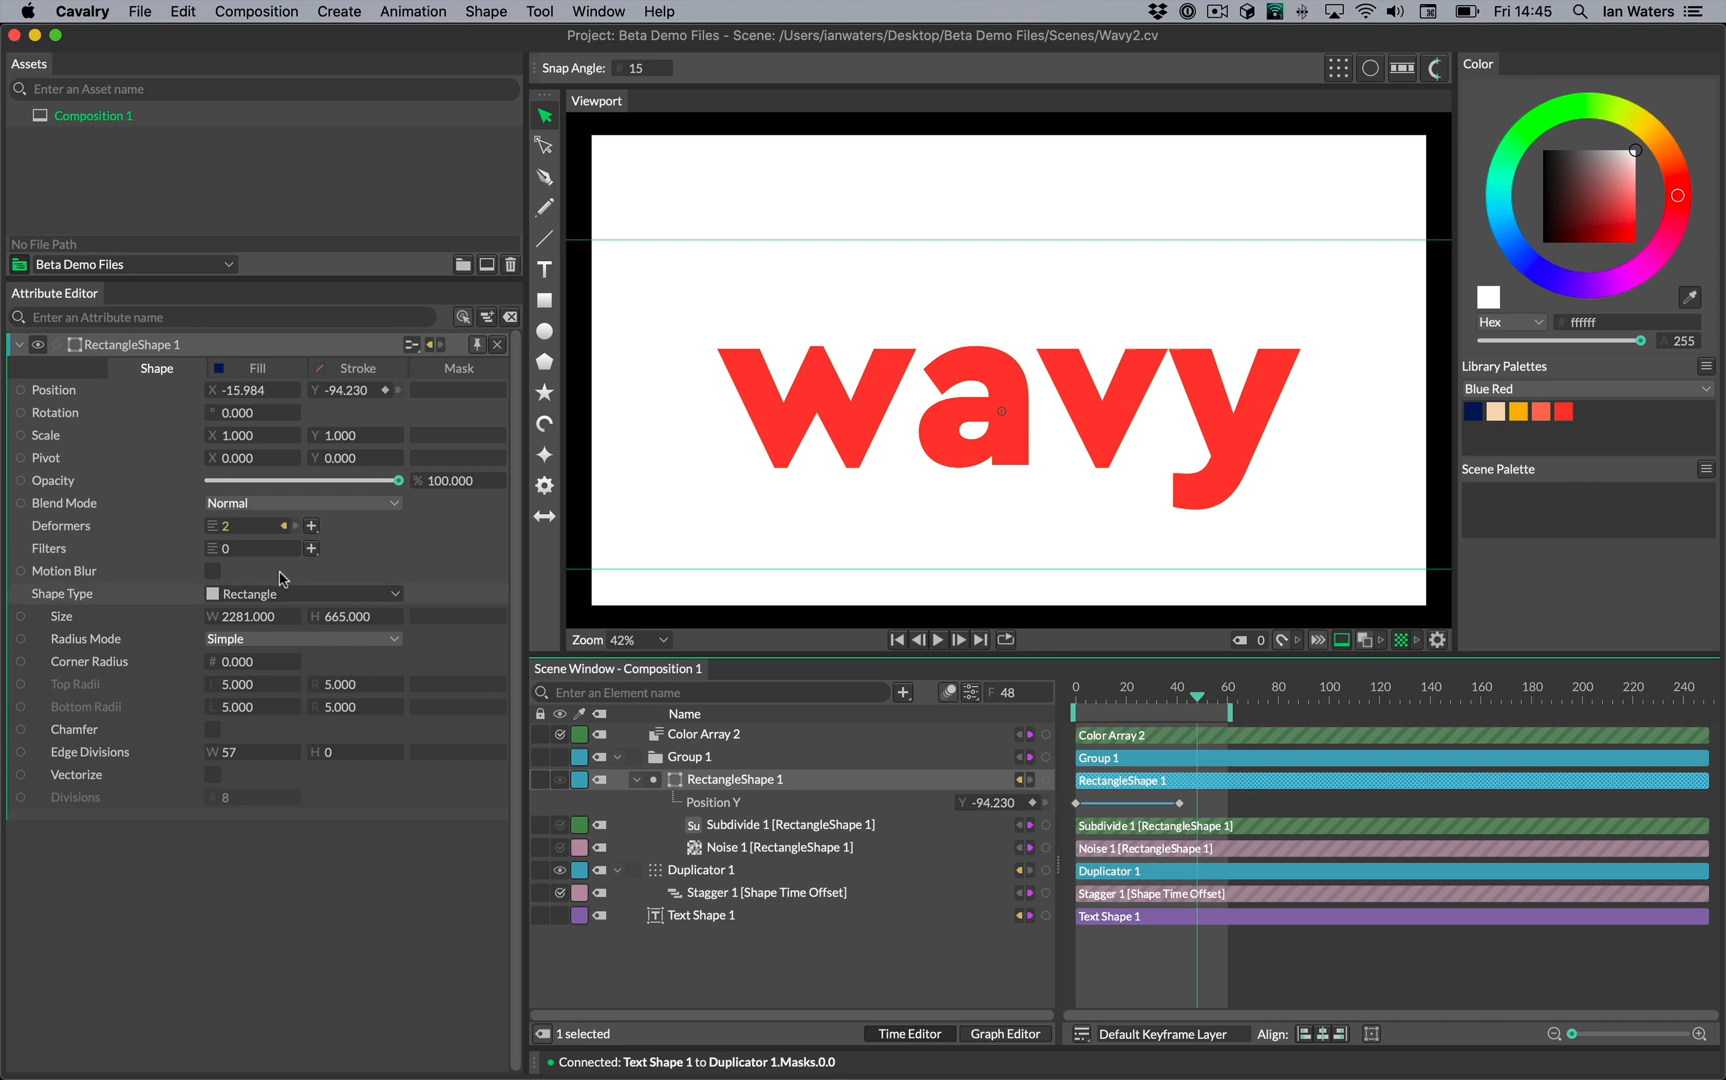 Cavalry File Edit Composition Create Animation Shape Tool Window Help Fri 14:45 Ian Waters
Project: Beta Demo Files - Scene: /Users/ianwaters/Desktop/Beta Demo Files/Scenes/Wavy2.cv
Assets
Enter an Asset name
Composition 1
No File Path
Beta Demo Files
Attribute Editor
Enter an Attribute name
RectangleShape 1
Shape Fill Stroke Mask
Position X -15.984 Y -94.230
Rotation ° 0.000
Scale X 1.000 Y 1.000
Pivot X 0.000 Y 0.000
Opacity % 100.000
Blend Mode Normal
Deformers 2
Filters 0
Motion Blur
Shape Type Rectangle
Size W 2281.000 H 665.000
Radius Mode Simple
Corner Radius # 0.000
Top Radii L 5.000 R 5.000
Bottom Radii L 5.000 R 5.000
Chamfer
Edge Divisions W 57 H 0
Vectorize
Divisions # 8
Snap Angle: # 15
Viewport
wavy
Zoom 42% 0
Color
Hex # ffffff
A 255
Library Palettes
Blue Red
Scene Palette
Scene Window - Composition 1
Enter an Element name F 48
0 20 40 60 80 100 120 140 160 180 200 220 240
Name
Color Array 2 Color Array 2
Group 1 Group 1
RectangleShape 1 RectangleShape 1
Position Y Y -94.230
Su Subdivide 1 [RectangleShape 1] Subdivide 1 [RectangleShape 1]
Noise 1 [RectangleShape 1] Noise 1 [RectangleShape 1]
Duplicator 1 Duplicator 1
Stagger 1 [Shape Time Offset] Stagger 1 [Shape Time Offset]
T Text Shape 1 Text Shape 1
1 selected Time Editor Graph Editor Default Keyframe Layer Align:
Connected: Text Shape 1 to Duplicator 1.Masks.0.0